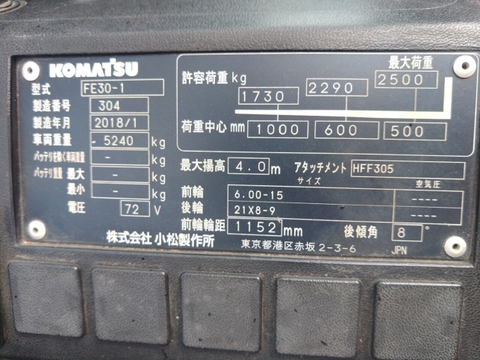 KOMATSU
型式 FE30-1
製造番号 304
製造年月 2018/1
車両重量 - 5240 kg
バッテリを除く車両重量 - kg
バッテリ重量 最大 - kg
最小 - kg
電圧 72 V
許容荷重 kg 1730 2290 2500 最大荷重
荷重中心 mm 1000 600 500
最大揚高 4.0 m アタッチメント HFF305
サイズ 空気圧
前輪 6.00-15 ----
後輪 21X8-9 ----
前輪輪距 1152 mm 後傾角 8 °
株式会社 小松製作所 東京都港区赤坂 2-3-6 JPN